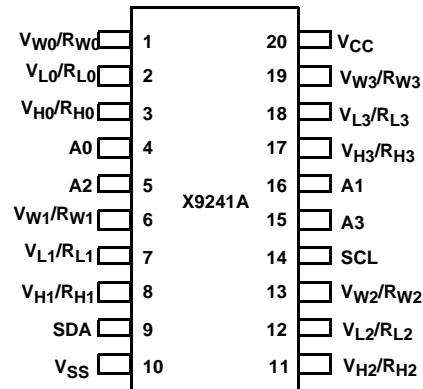 VW0/RW0 1 20 VCC
VL0/RL0 2 19 VW3/RW3
VH0/RH0 3 18 VL3/RL3
A0 4 17 VH3/RH3
A2 5 16 A1
X9241A
VW1/RW1 6 15 A3
VL1/RL1 7 14 SCL
VH1/RH1 8 13 VW2/RW2
SDA 9 12 VL2/RL2
VSS 10 11 VH2/RH2